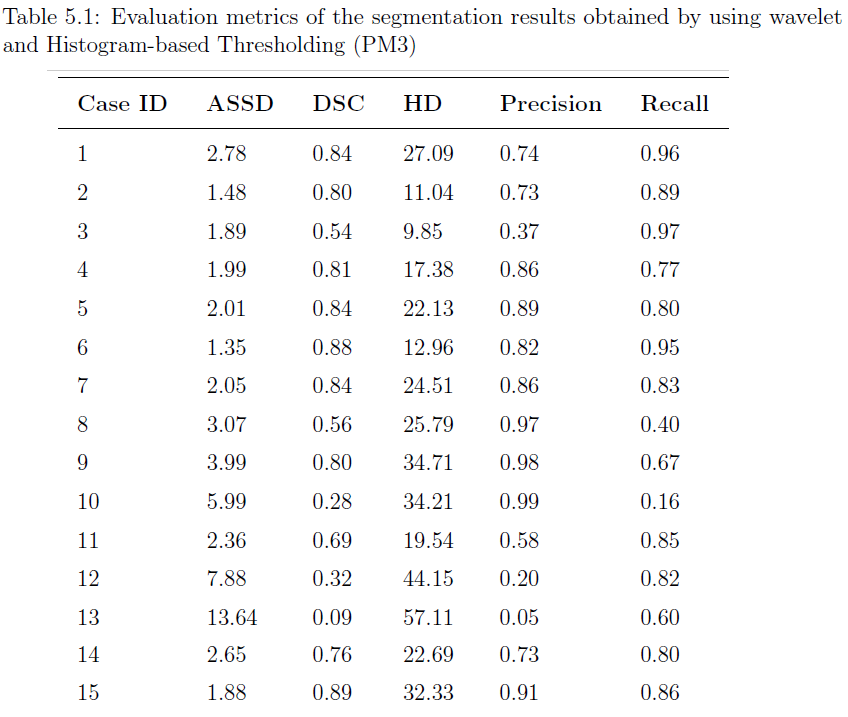 Table 5.1: Evaluation metrics of the segmentation results obtained by using wavelet
and Histogram-based Thresholding (PM3)
Case ID ASSD DSC HD Precision Recall
1 2.78 0.84 27.09 0.74 0.96
2 1.48 0.80 11.04 0.73 0.89
3 1.89 0.54 9.85 0.37 0.97
4 1.99 0.81 17.38 0.86 0.77
5 2.01 0.84 22.13 0.89 0.80
6 1.35 0.88 12.96 0.82 0.95
7 2.05 0.84 24.51 0.86 0.83
8 3.07 0.56 25.79 0.97 0.40
9 3.99 0.80 34.71 0.98 0.67
10 5.99 0.28 34.21 0.99 0.16
11 2.36 0.69 19.54 0.58 0.85
12 7.88 0.32 44.15 0.20 0.82
13 13.64 0.09 57.11 0.05 0.60
14 2.65 0.76 22.69 0.73 0.80
15 1.88 0.89 32.33 0.91 0.86